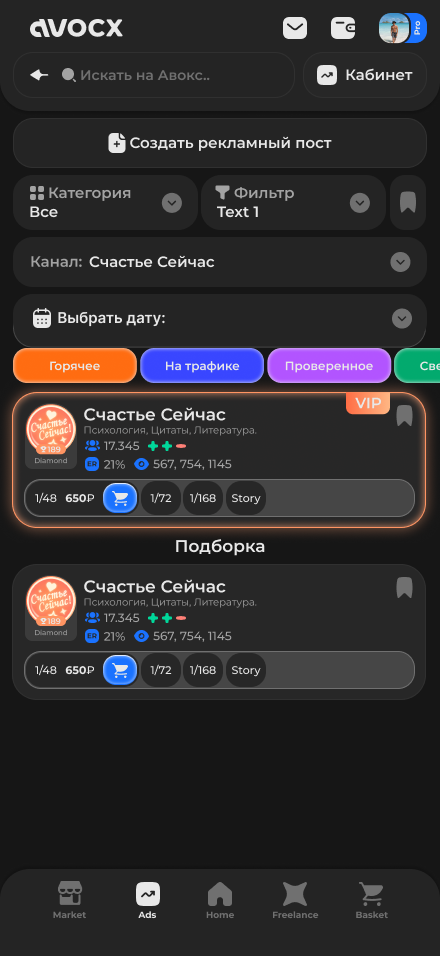 avocx
Pro
Искать на Авокс..
Кабинет
Создать рекламный пост
Категория
Все
Фильтр
Text 1
Канал: Счастье Сейчас
Выбрать дату:
Горячее
На трафике
Проверенное
Све
VIP
Счастье Сейчас
Психология, Цитаты, Литература.
17.345
ER 21% 567, 754, 1145
Счастье
Сейчас!
189
Diamond
1/48 650₽ 1/72 1/168 Story
Подборка
Счастье Сейчас
Психология, Цитаты, Литература.
17.345
ER 21% 567, 754, 1145
Счастье
Сейчас!
189
Diamond
1/48 650₽ 1/72 1/168 Story
Market
Ads
Home
Freelance
Basket